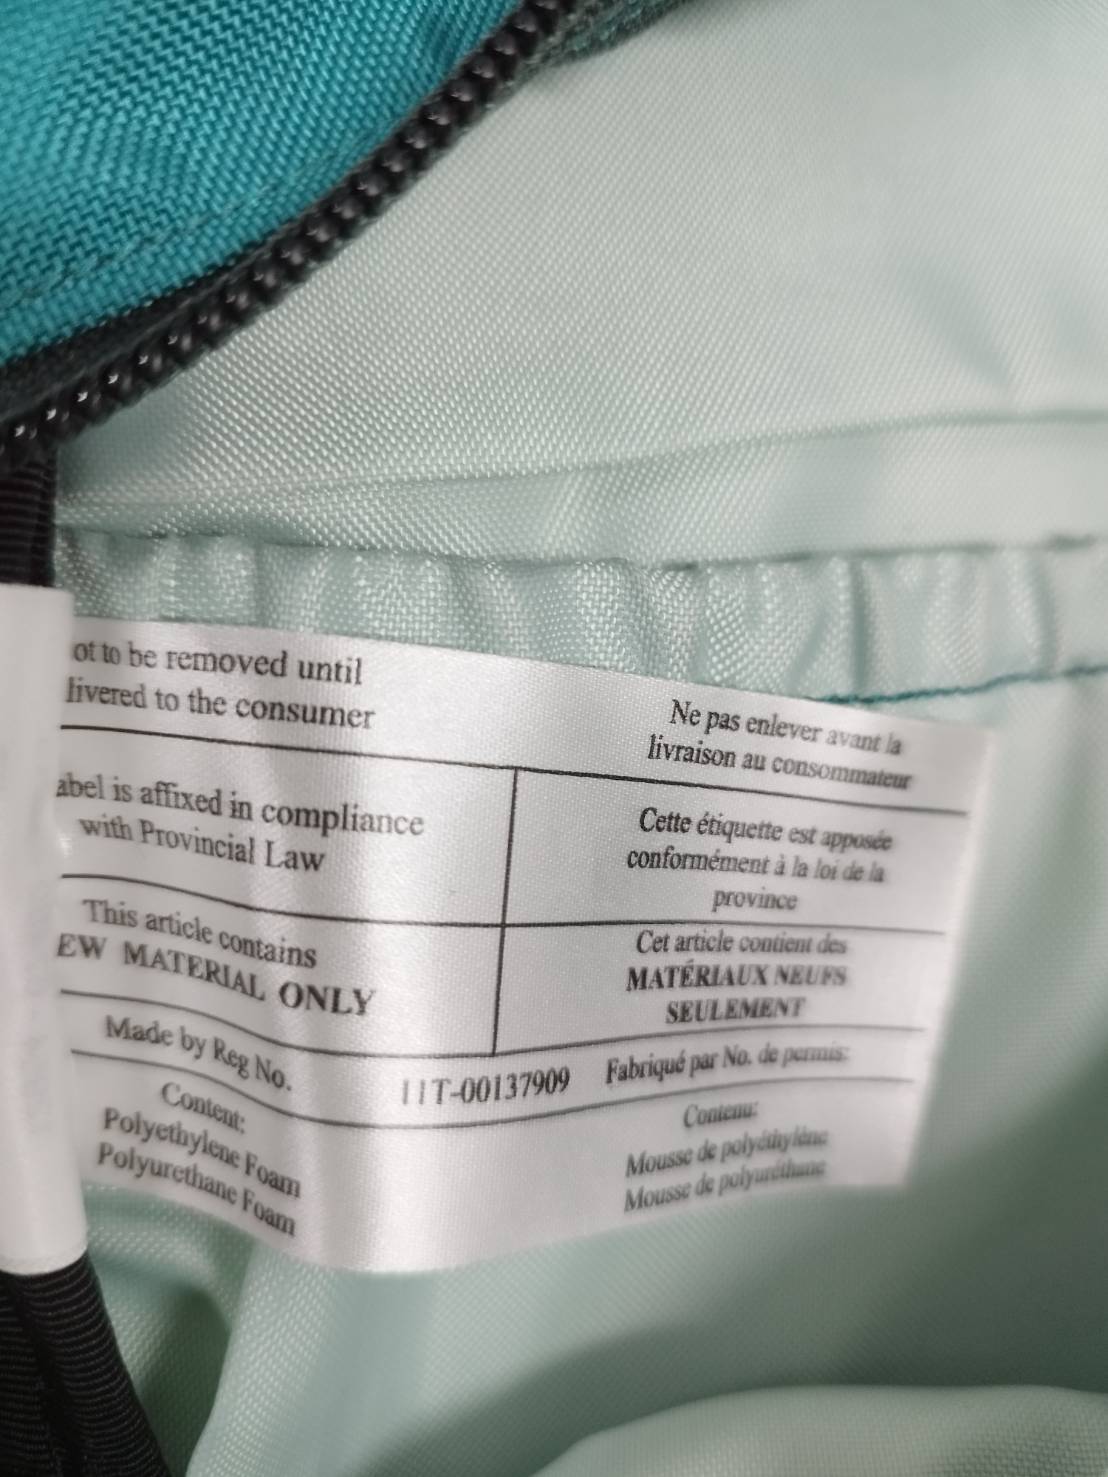 ot to be removed until
livered to the consumer
Ne pas enlever avant la
livraison au consommateur
abel is affixed in compliance
with Provincial Law
Cette étiquette est apposée
conformément à la loi de la
province
This article contains
EW MATERIAL ONLY
Cet article contient des
MATÉRIAUX NEUFS
SEULEMENT
Made by Reg No. 11T-00137909 Fabriqué par No. de permis:
Content:
Polyethylene Foam
Polyurethane Foam
Contenu:
Mousse de polyéthylène
Mousse de polyuréthane